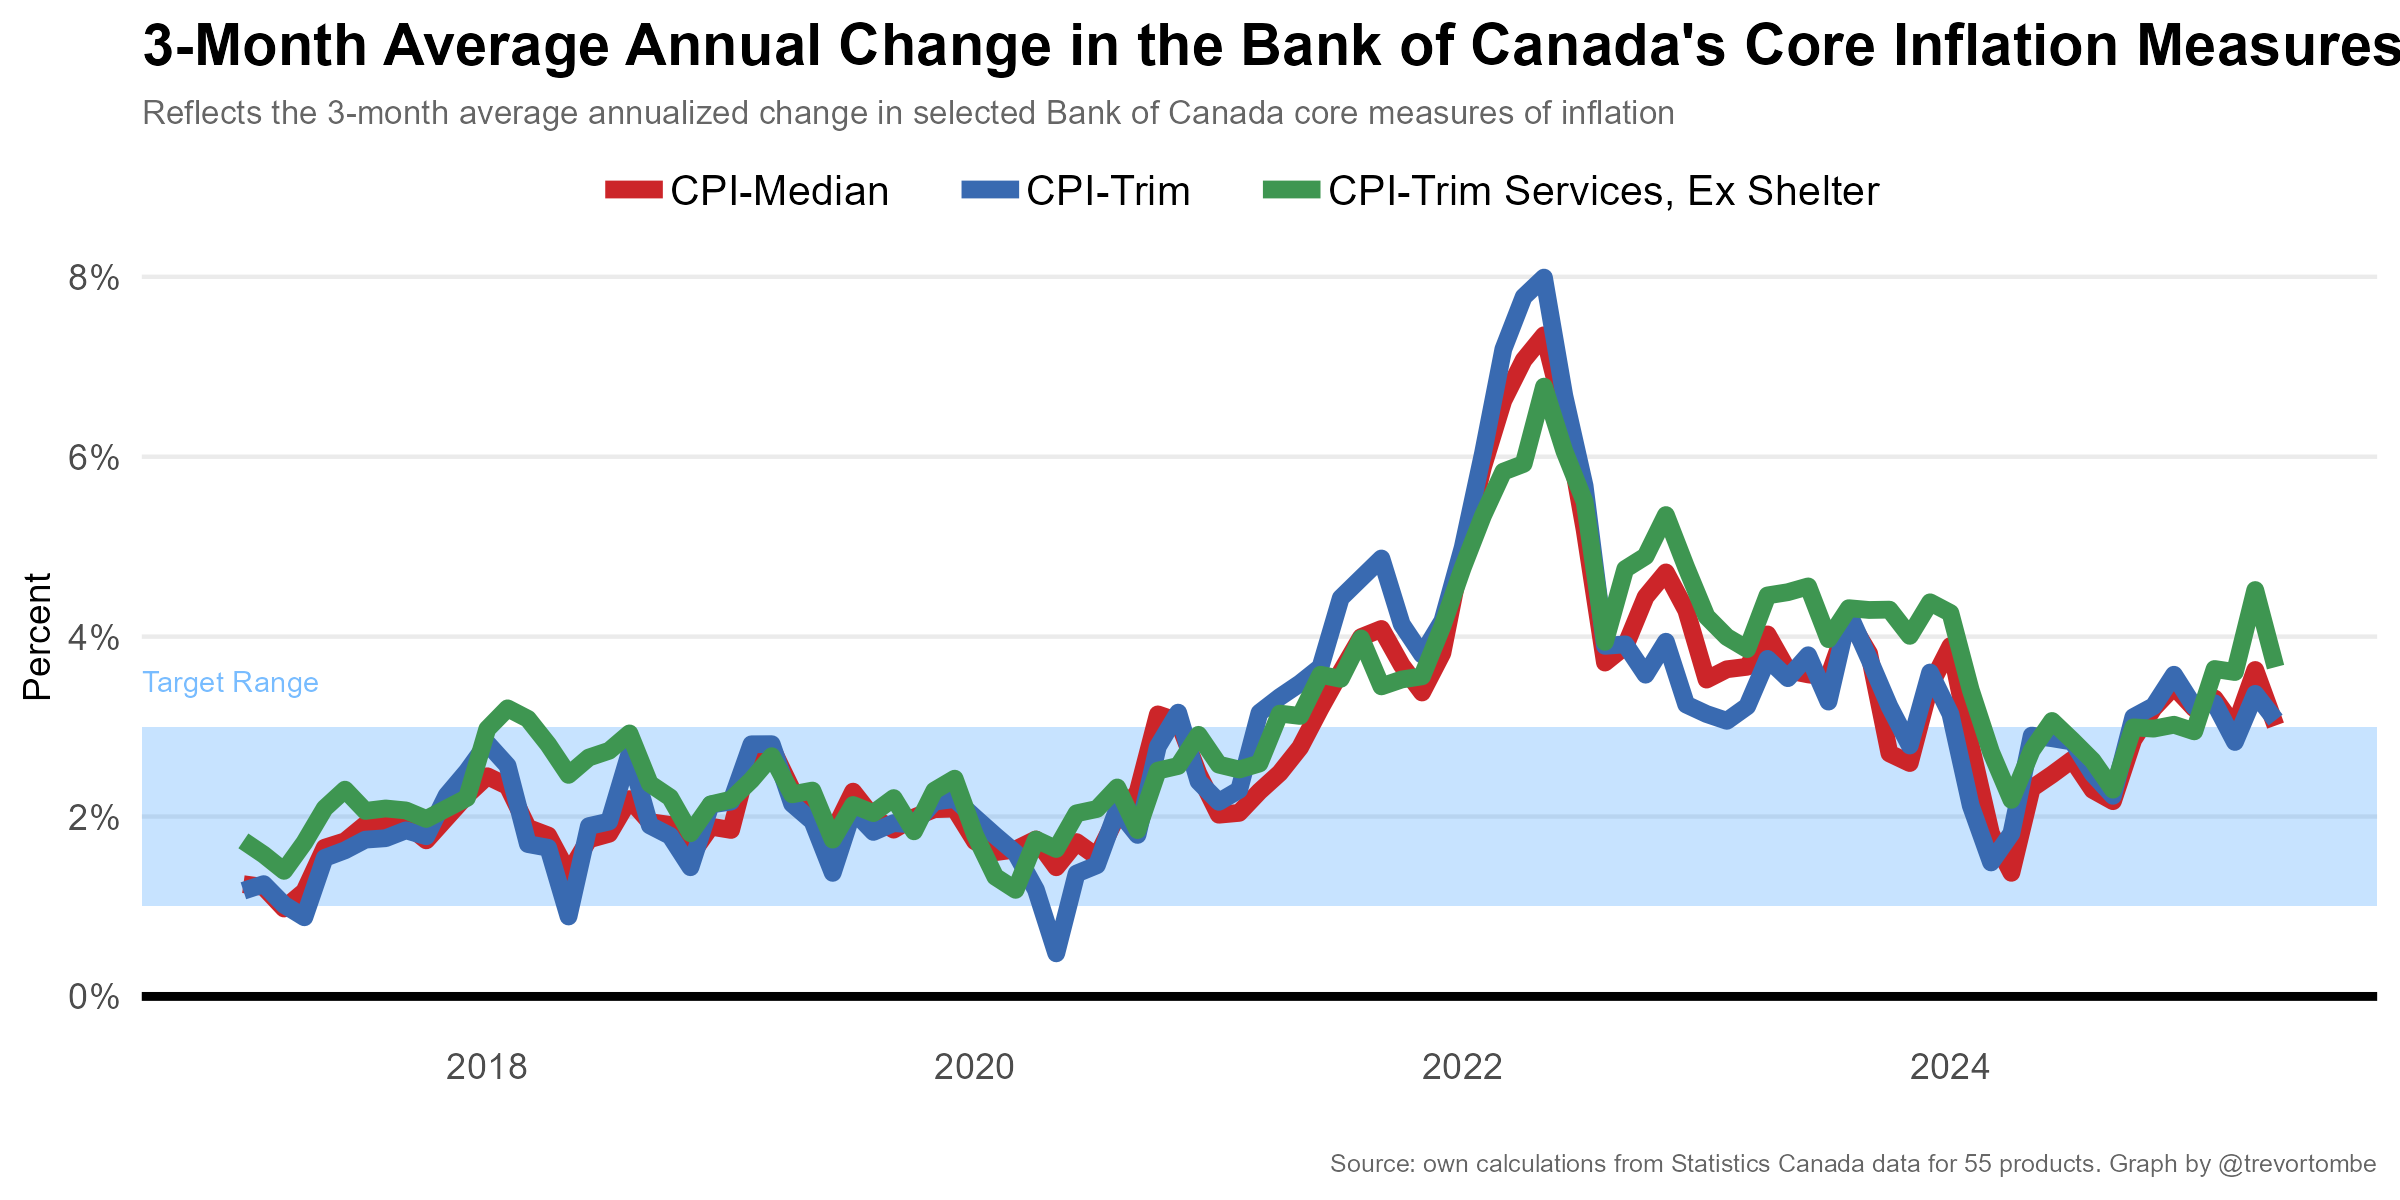 3-Month Average Annual Change in the Bank of Canada's Core Inflation Measures
Reflects the 3-month average annualized change in selected Bank of Canada core measures of inflation
CPI-Median CPI-Trim CPI-Trim Services, Ex Shelter
8%
6%
4%
2%
0%
Percent
Target Range
2018 2020 2022 2024
Source: own calculations from Statistics Canada data for 55 products. Graph by @trevortombe